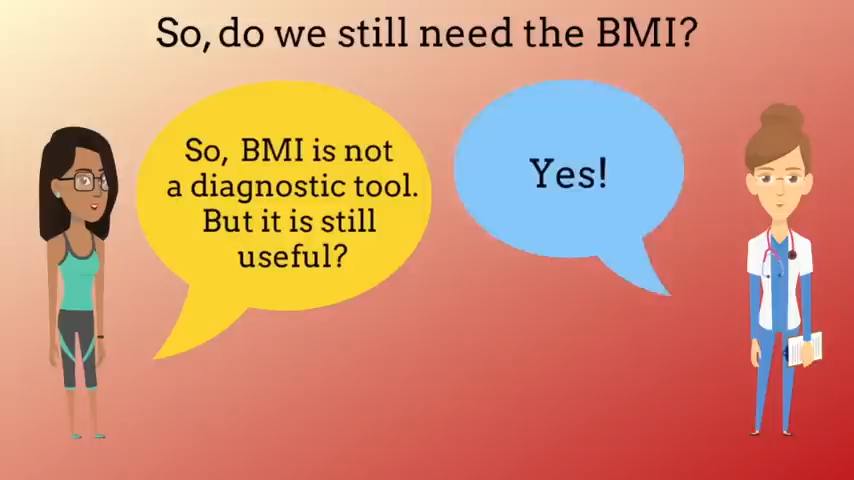 So, do we still need the BMI?
So, BMI is not
a diagnostic tool.
But it is still
useful?
Yes!